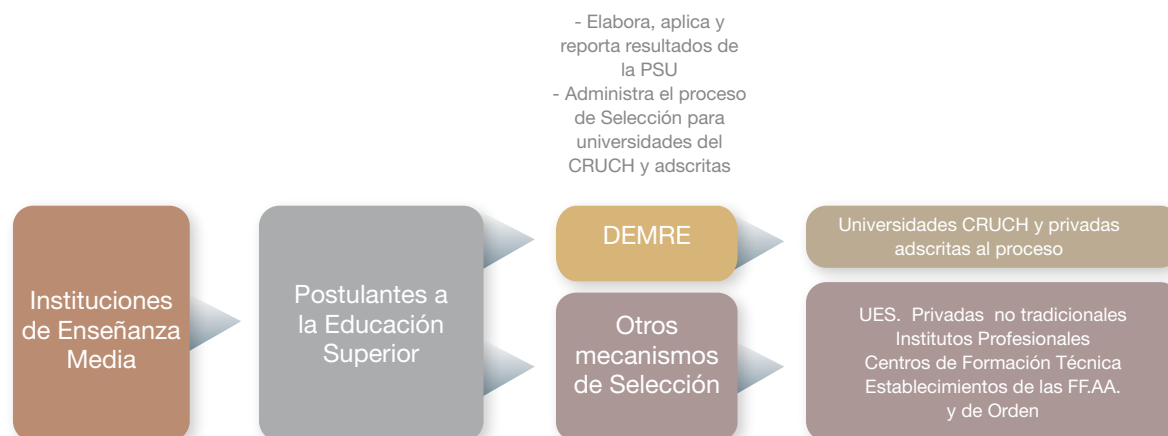 - Elabora, aplica y
reporta resultados de
la PSU
- Administra el proceso
de Selección para
universidades del
CRUCH y adscritas
Instituciones
de Enseñanza
Media
Postulantes a
la Educación
Superior
DEMRE
Universidades CRUCH y privadas
adscritas al proceso
Otros
mecanismos
de Selección
UES. Privadas no tradicionales
Institutos Profesionales
Centros de Formación Técnica
Establecimientos de las FF.AA.
y de Orden